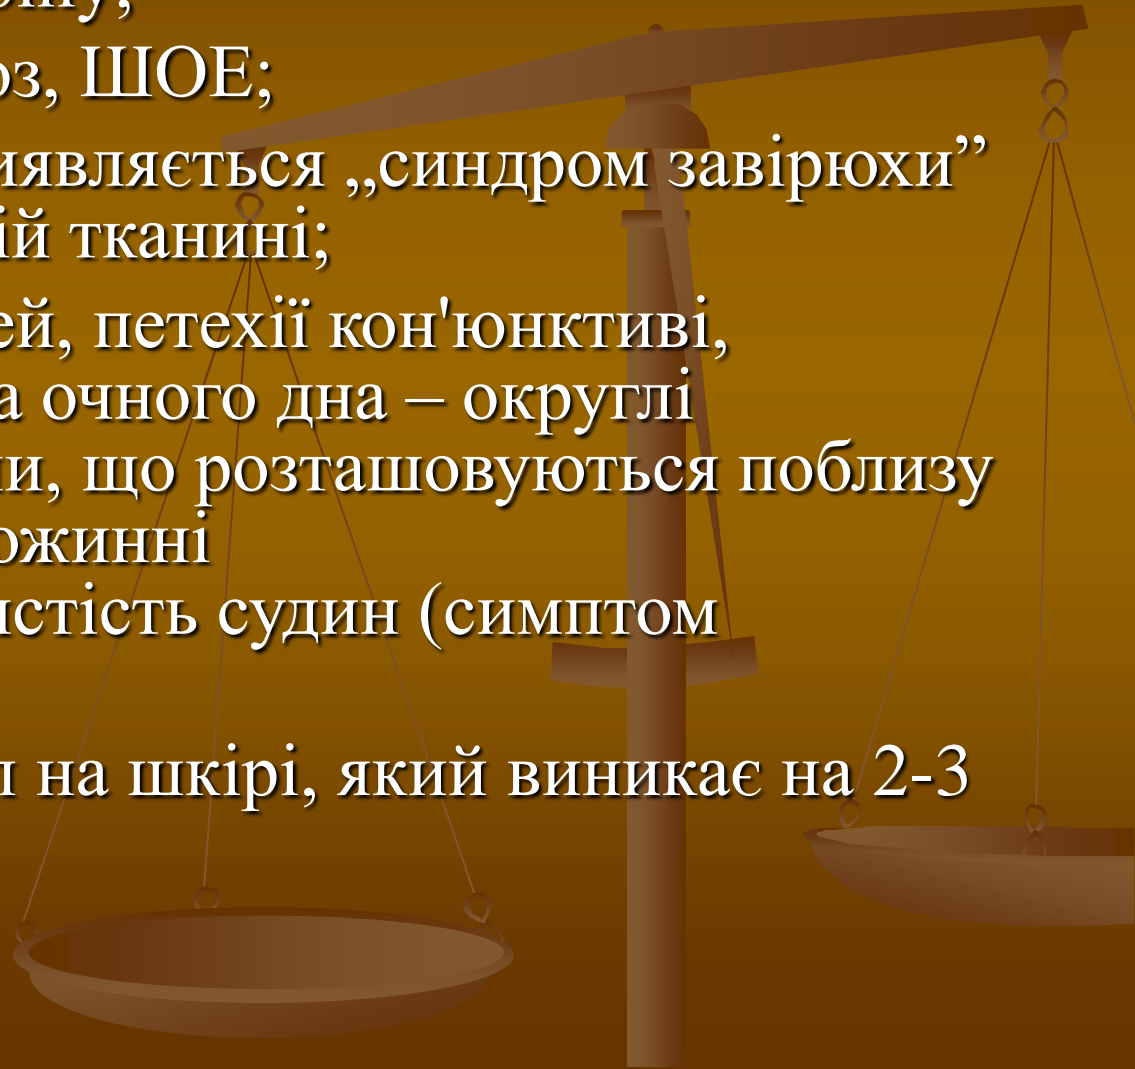 оз, ШОЕ;
иявляється „синдром завірюхи”
ій тканині;
ей, петехії кон'юнктиві,
а очного дна – округлі
и, що розташовуються поблизу
ожинні
истість судин (симптом
на шкірі, який виникає на 2-3